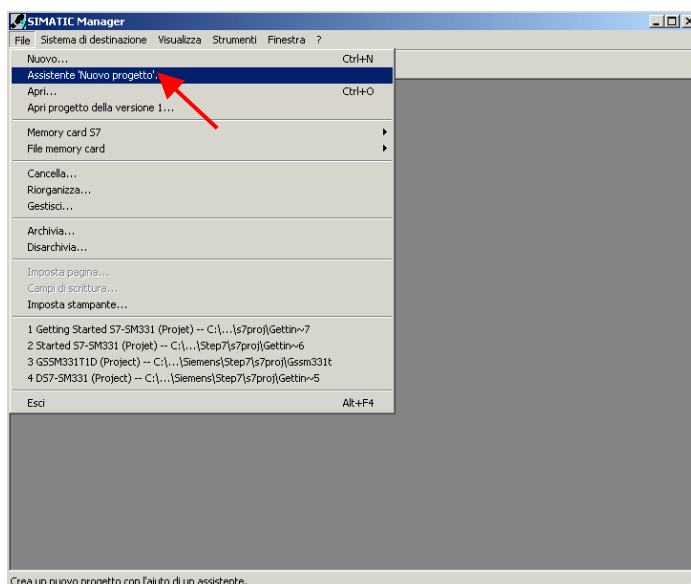 SIMATIC Manager
File Sistema di destinazione Visualizza Strumenti Finestra ?
Nuovo... Ctrl+N
Assistente 'Nuovo progetto'...
Apri... Ctrl+O
Apri progetto della versione 1...
Memory card S7
File memory card
Cancella...
Riorganizza...
Gestisci...
Archivia...
Disarchivia...
Imposta pagina...
Campi di scrittura...
Imposta stampante...
1 Getting Started S7-SM331 (Projet) -- C:\...\s7proj\Gettin~7
2 Started S7-SM331 (Projet) -- C:\...\Step7\s7proj\Gettin~6
3 GSSM331T1D (Project) -- C:\...\Siemens\Step7\s7proj\Gssm331t
4 DS7-SM331 (Project) -- C:\...\Siemens\Step7\s7proj\Gettin~5
Esci Alt+F4
Crea un nuovo progetto con l'aiuto di un assistente.